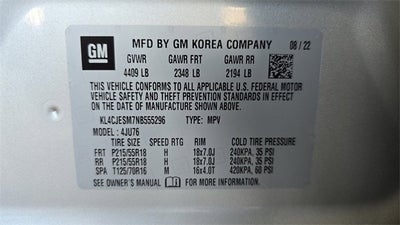 GM
MFD BY GM KOREA COMPANY 08 / 22
GVWR GAWR FRT GAWR RR
4409 LB 2348 LB 2194 LB
THIS VEHICLE CONFORMS TO ALL APPLICABLE U.S. FEDERAL MOTOR
VEHICLE SAFETY AND THEFT PREVENTION STANDARDS IN EFFECT
ON THE DATE OF MANUFACTURE SHOWN ABOVE.
KL4CJESM7NB555296 TYPE: MPV
MODEL: 4JU76
TIRE SIZE SPEED RTG RIM COLD TIRE PRESSURE
FRT P215/55R18 H 18x7.0J 240KPA, 35 PSI
RR P215/55R18 H 18x7.0J 240KPA, 35 PSI
SP T125/70R16 M 16x4.0T 420KPA, 60 PSI
SEE OWNER'S MANUAL FOR MORE INFORMATION.